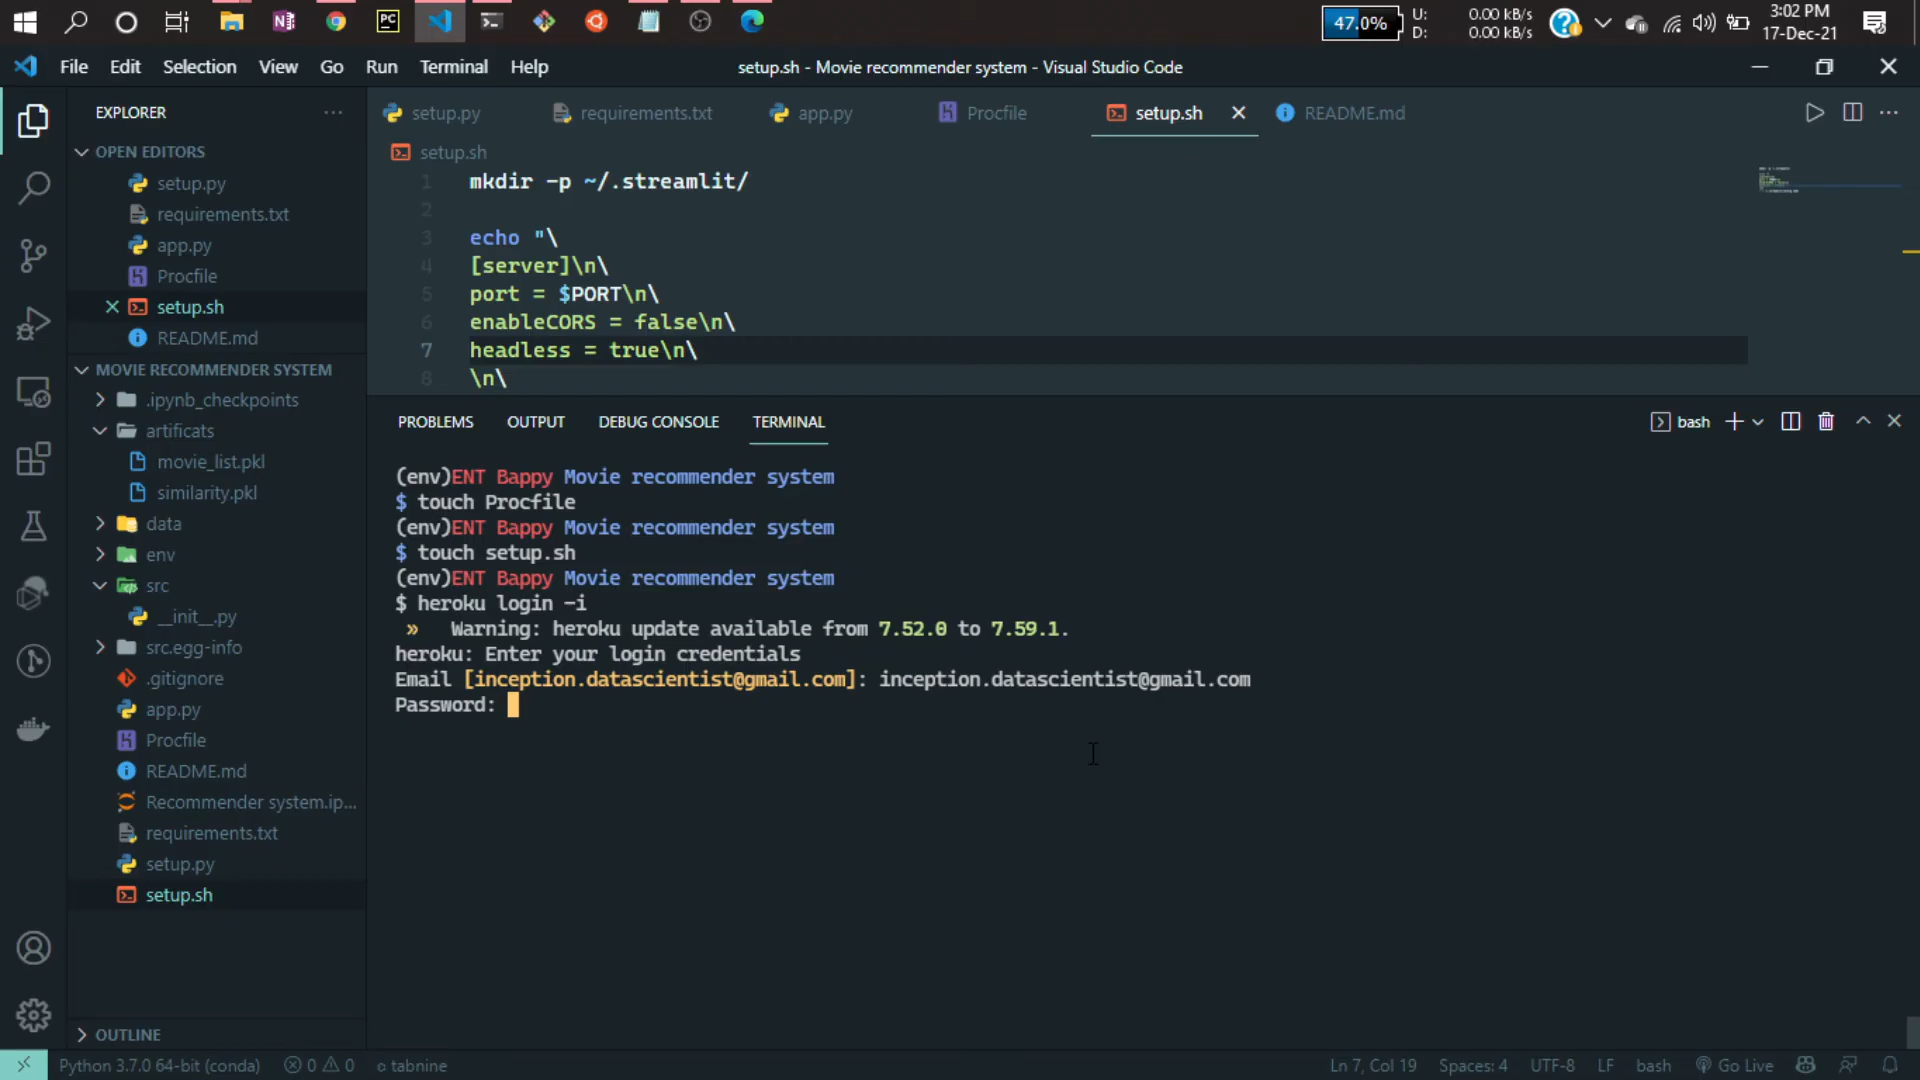 PC
47.0%
U: 0.00 kB/s
D: 0.00 kB/s
3:02 PM
17-Dec-21
File Edit Selection View Go Run Terminal Help
setup.sh - Movie recommender system - Visual Studio Code
EXPLORER
OPEN EDITORS
setup.py
requirements.txt
app.py
Procfile
setup.sh
README.md
MOVIE RECOMMENDER SYSTEM
.ipynb_checkpoints
artificats
movie_list.pkl
similarity.pkl
data
env
src
__init__.py
src.egg-info
.gitignore
app.py
Procfile
README.md
Recommender system.ip...
requirements.txt
setup.py
setup.sh
OUTLINE
setup.py requirements.txt app.py Procfile setup.sh README.md
setup.sh
1 mkdir -p ~/.streamlit/
2
3 echo "\
4 [server]\n\
5 port = $PORT\n\
6 enableCORS = false\n\
7 headless = true\n\
8 \n\
PROBLEMS OUTPUT DEBUG CONSOLE TERMINAL
bash
(env)ENT Bappy Movie recommender system
$ touch Procfile
(env)ENT Bappy Movie recommender system
$ touch setup.sh
(env)ENT Bappy Movie recommender system
$ heroku login -i
» Warning: heroku update available from 7.52.0 to 7.59.1.
heroku: Enter your login credentials
Email [inception.datascientist@gmail.com]: inception.datascientist@gmail.com
Password:
Python 3.7.0 64-bit (conda) 0 0 tabnine
Ln 7, Col 19 Spaces: 4 UTF-8 LF bash Go Live